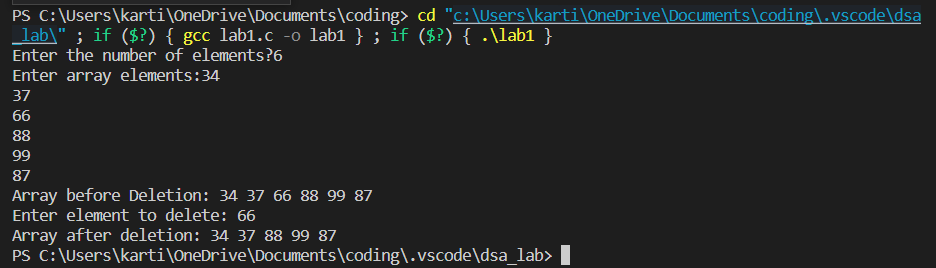 PS C:\Users\karti\OneDrive\Documents\coding> cd "c:\Users\karti\OneDrive\Documents\coding\.vscode\dsa
_lab\" ; if ($?) { gcc lab1.c -o lab1 } ; if ($?) { .\lab1 }
Enter the number of elements?6
Enter array elements:34
37
66
88
99
87
Array before Deletion: 34 37 66 88 99 87
Enter element to delete: 66
Array after deletion: 34 37 88 99 87
PS C:\Users\karti\OneDrive\Documents\coding\.vscode\dsa_lab>